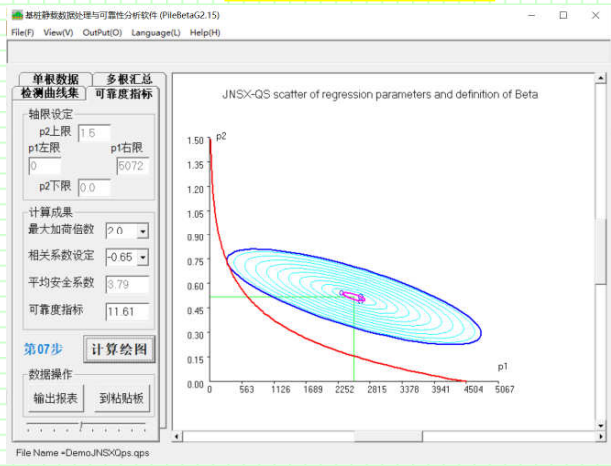 基桩静载数据处理与可靠性分析软件 (PileBetaG2.15)
File(F) View(V) OutPut(O) Language(L) Help(H)
单根数据 多根汇总
检测曲线集 可靠度指标
轴限设定
p2上限 1.5
p1左限 p1右限
0 5072
p2下限 0.0
计算成果
最大加荷倍数 2.0
相关系数设定 -0.65
平均安全系数 3.79
可靠度指标 11.61
第07步 计算绘图
数据操作
输出报表 到粘贴板
JNSX-QS scatter of regression parameters and definition of Beta
p2
1.50
1.35
1.20
1.05
0.90
0.75
0.60
0.45
0.30
0.15
0.00
p1
0 563 1126 1689 2252 2815 3378 3941 4504 5067
File Name =DemoJNSXQps.qps